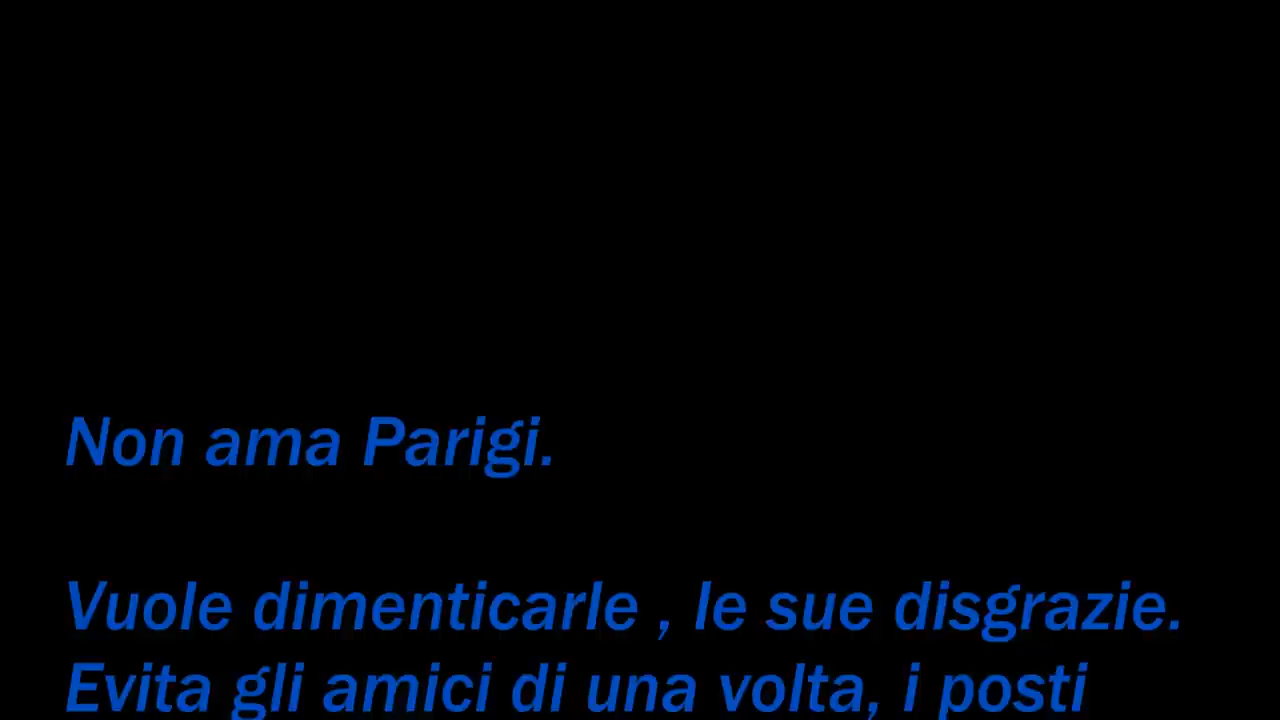 Non ama Parigi.
Vuole dimenticarle , le sue disgrazie.
Evita gli amici di una volta, i posti